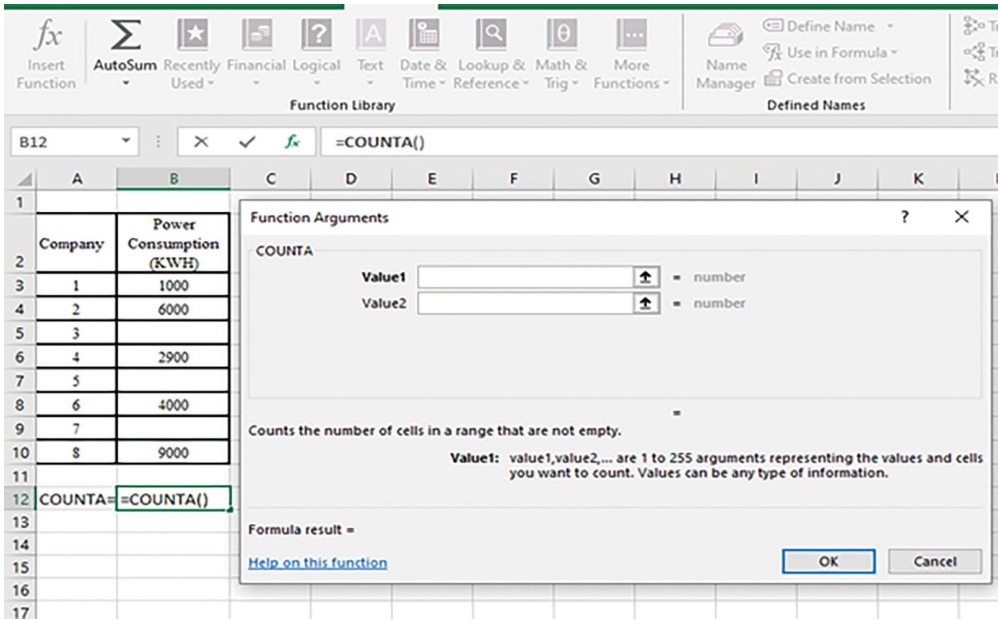 fx Insert Function
Σ AutoSum
Recently Used
Financial
Logical
Text
Date & Time
Lookup & Reference
Math & Trig
More Functions
Name Manager
Define Name
Use in Formula
Create from Selection
Function Library
Defined Names
B12 fx =COUNTA()
A B C D E F G H I J K
1
2 Company Power Consumption (KWH)
3 1 1000
4 2 6000
5 3
6 4 2900
7 5
8 6 4000
9 7
10 8 9000
11
12 COUNTA= =COUNTA()
13
14
15
16
17
Function Arguments ?
COUNTA
Value1 = number
Value2 = number
=
Counts the number of cells in a range that are not empty.
Value1: value1,value2,... are 1 to 255 arguments representing the values and cells
you want to count. Values can be any type of information.
Formula result =
Help on this function
OK Cancel